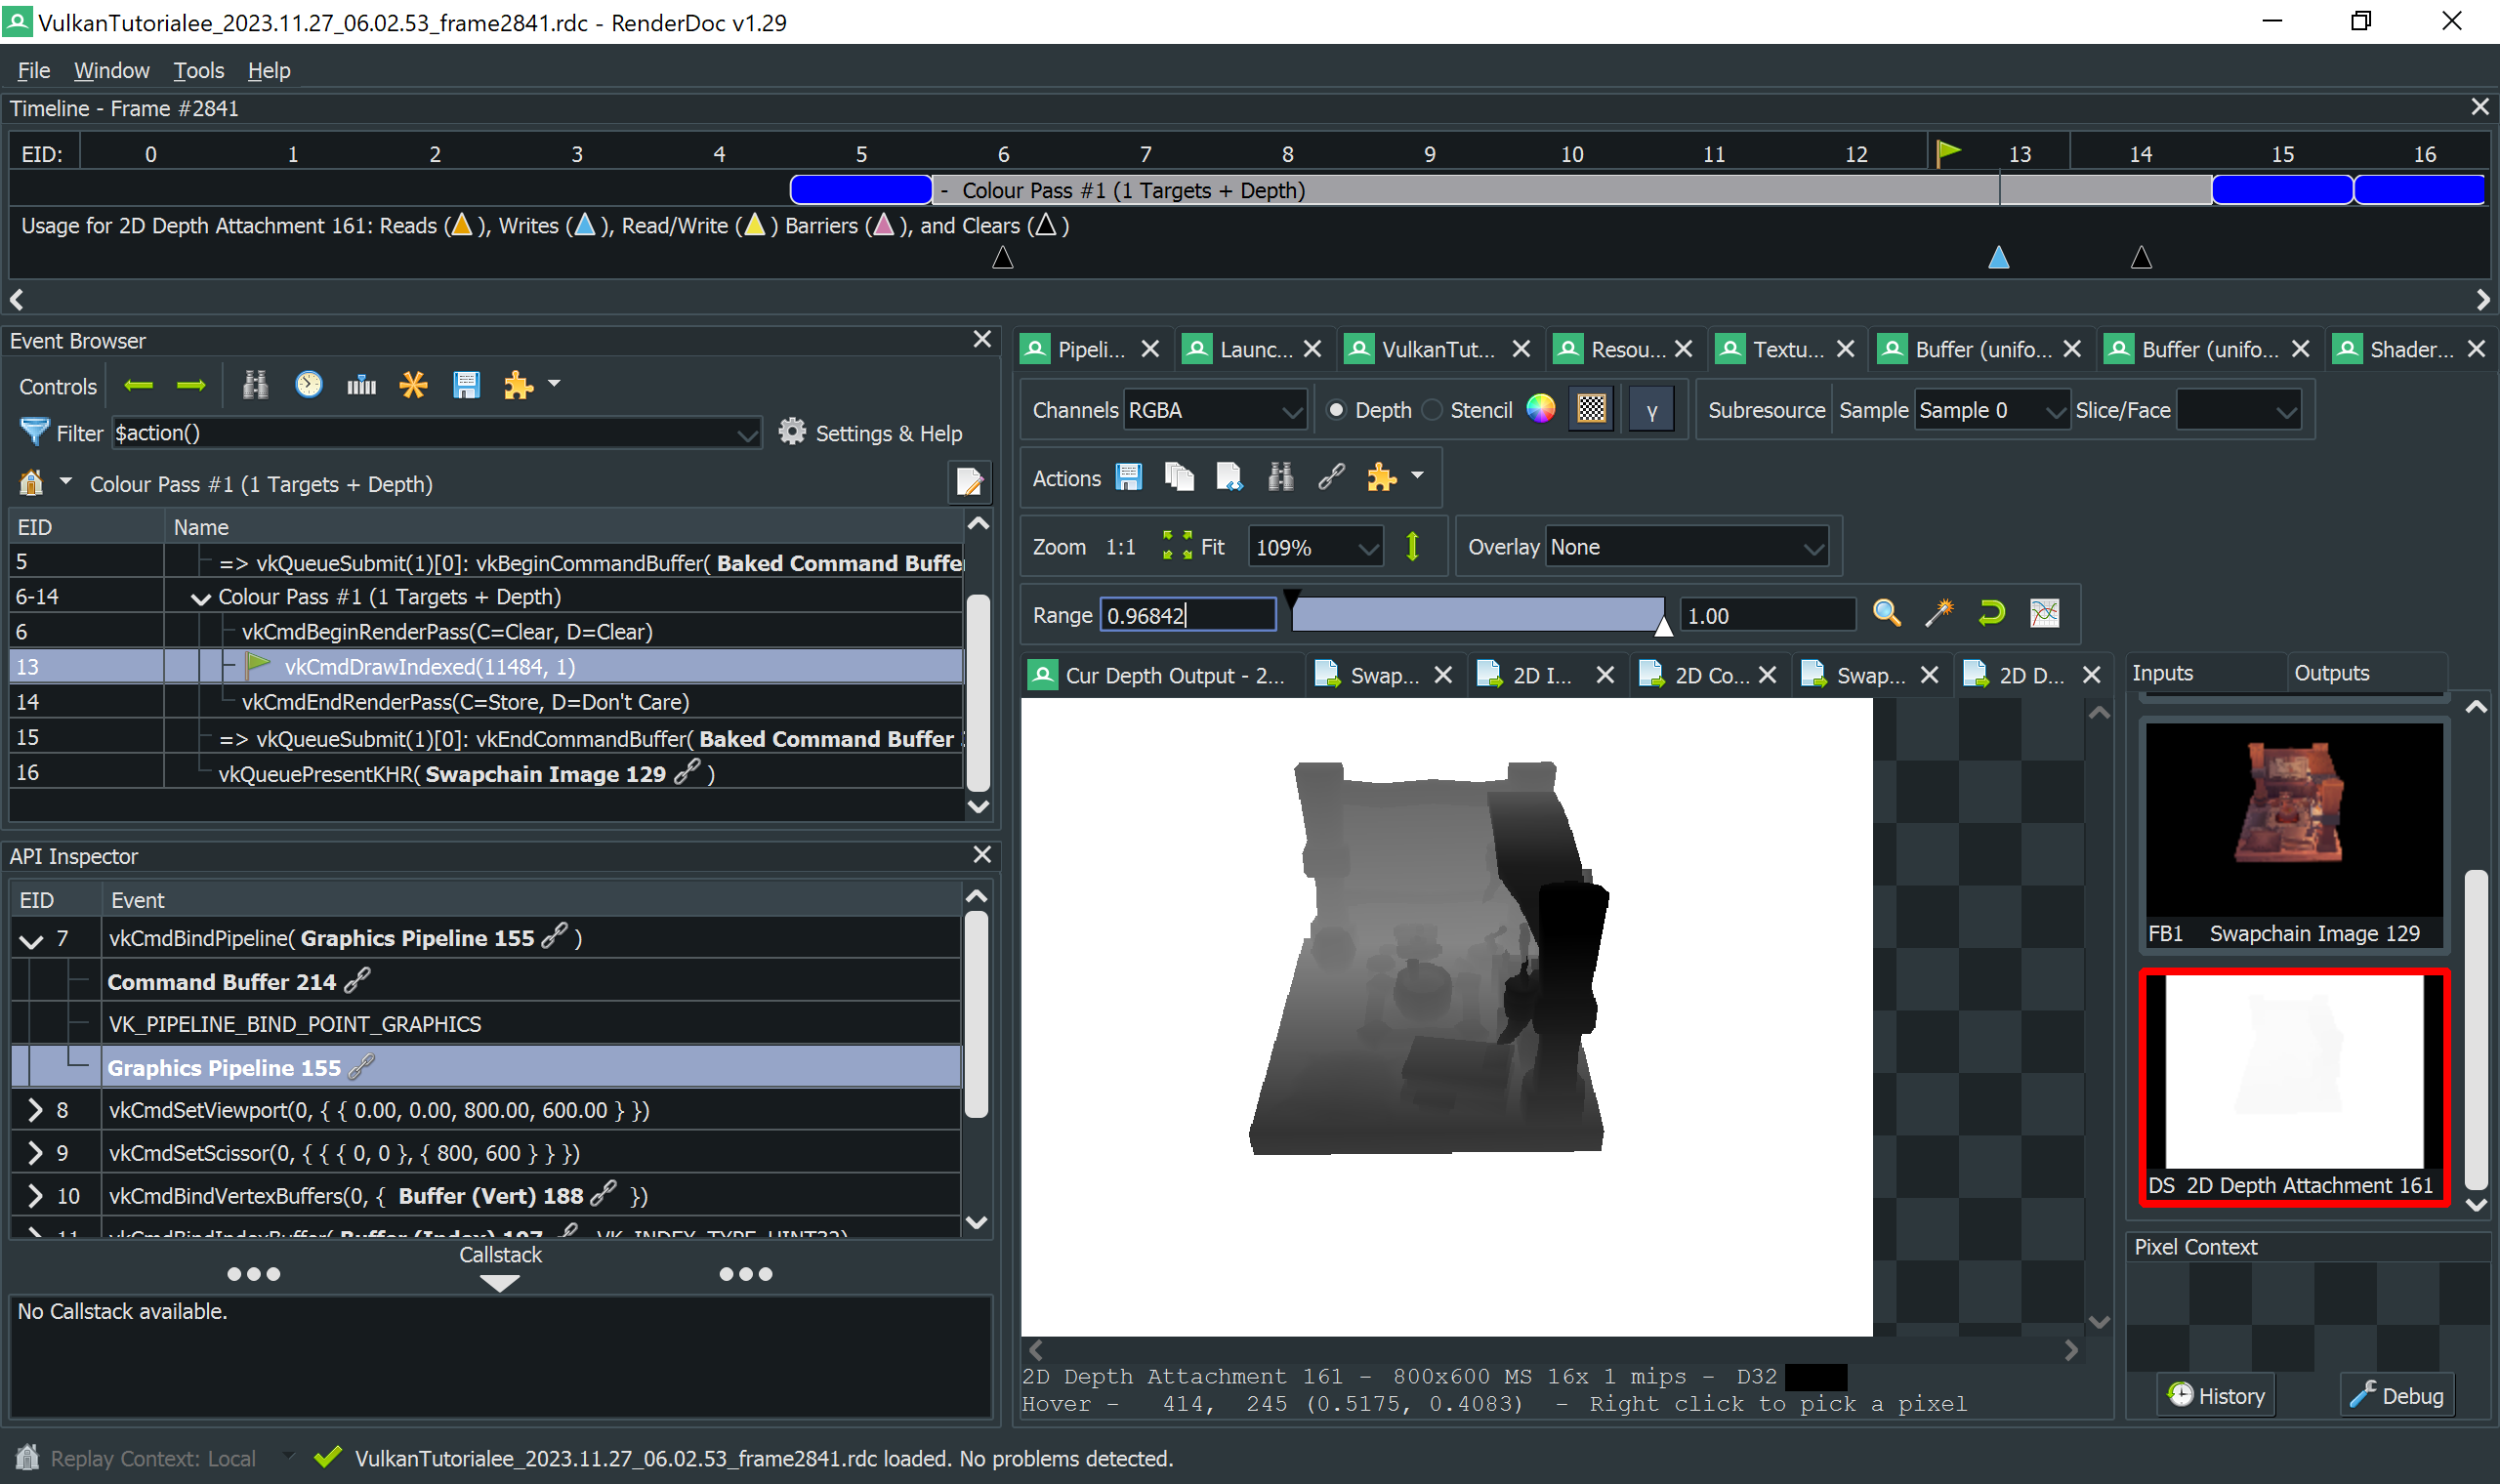 VulkanTutorialee_2023.11.27_06.02.53_frame2841.rdc - RenderDoc v1.29
File Window Tools Help
Timeline - Frame #2841
EID: 0 1 2 3 4 5 6 7 8 9 10 11 12 13 14 15 16
- Colour Pass #1 (1 Targets + Depth)
Usage for 2D Depth Attachment 161: Reads ( ), Writes ( ), Read/Write ( ) Barriers ( ), and Clears ( )
Event Browser
Controls
Filter $action() Settings & Help
Colour Pass #1 (1 Targets + Depth)
EID Name
5 => vkQueueSubmit(1)[0]: vkBeginCommandBuffer( Baked Command Buffe
6-14 Colour Pass #1 (1 Targets + Depth)
6 vkCmdBeginRenderPass(C=Clear, D=Clear)
13 vkCmdDrawIndexed(11484, 1)
14 vkCmdEndRenderPass(C=Store, D=Don't Care)
15 => vkQueueSubmit(1)[0]: vkEndCommandBuffer( Baked Command Buffer
16 vkQueuePresentKHR( Swapchain Image 129 )
API Inspector
EID Event
7 vkCmdBindPipeline( Graphics Pipeline 155 )
Command Buffer 214
VK_PIPELINE_BIND_POINT_GRAPHICS
Graphics Pipeline 155
8 vkCmdSetViewport(0, { { 0.00, 0.00, 800.00, 600.00 } })
9 vkCmdSetScissor(0, { { { 0, 0 }, { 800, 600 } } })
10 vkCmdBindVertexBuffers(0, { Buffer (Vert) 188 })
11 vkCmdBindIndexBuffer( Buffer (Index) 197 , VK_INDEX_TYPE_UINT32)
Callstack
No Callstack available.
Pipeli... Launc... VulkanTut... Resou... Textu... Buffer (unifo... Buffer (unifo... Shader...
Channels RGBA Depth Stencil γ Subresource Sample Sample 0 Slice/Face
Actions
Zoom 1:1 Fit 109% Overlay None
Range 0.96842 1.00
Cur Depth Output - 2... Swap... 2D I... 2D Co... Swap... 2D D...
Inputs Outputs
FB1 Swapchain Image 129
DS 2D Depth Attachment 161
Pixel Context
History Debug
2D Depth Attachment 161 - 800x600 MS 16x 1 mips - D32
Hover - 414, 245 (0.5175, 0.4083) - Right click to pick a pixel
Replay Context: Local VulkanTutorialee_2023.11.27_06.02.53_frame2841.rdc loaded. No problems detected.